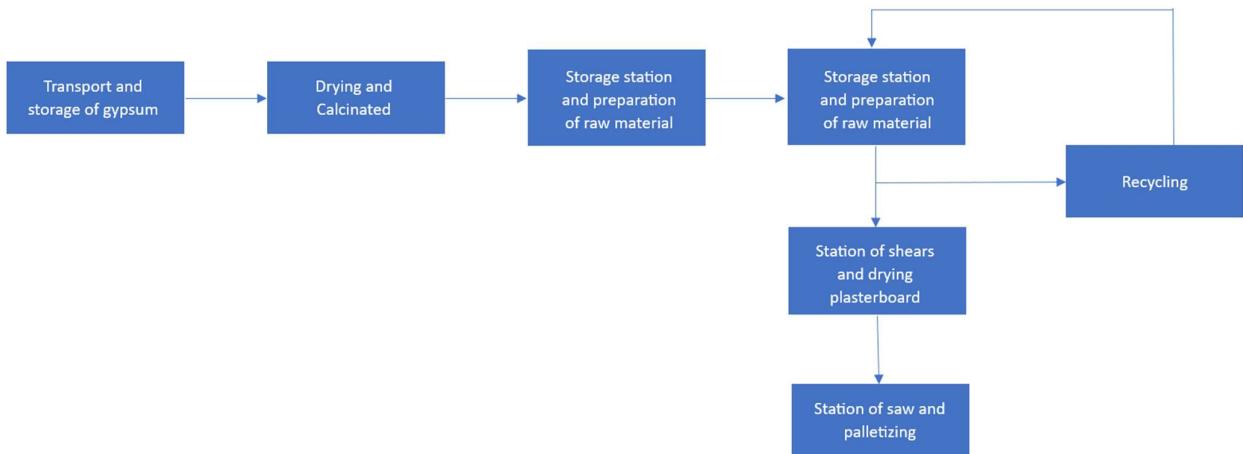 Transport and
storage of gypsum
Drying and
Calcinated
Storage station
and preparation
of raw material
Storage station
and preparation
of raw material
Recycling
Station of shears
and drying
plasterboard
Station of saw and
palletizing